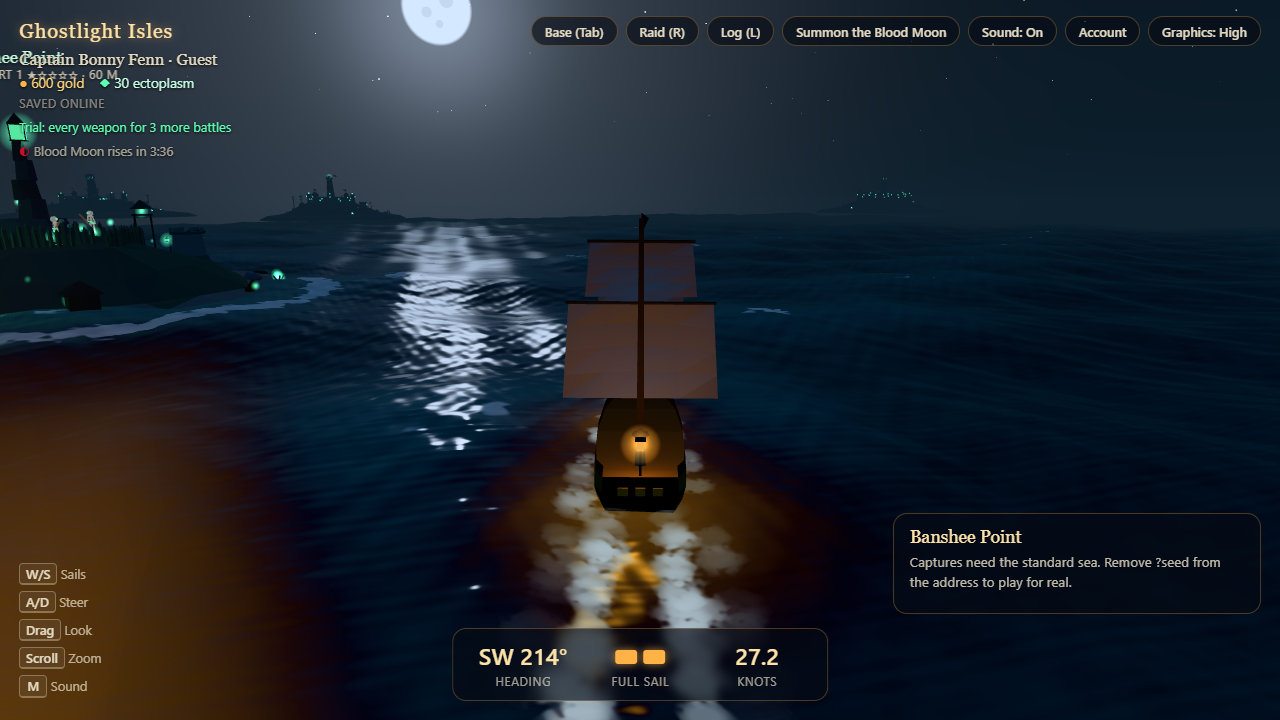 Ghostlight Isles
Captain Bonny Fenn · Guest
600 gold 30 ectoplasm
SAVED ONLINE
Trial: every weapon for 3 more battles
Blood Moon rises in 3:36
Base (Tab)
Raid (R)
Log (L)
Summon the Blood Moon
Sound: On
Account
Graphics: High
Banshee Point
Captures need the standard sea. Remove ?seed from
the address to play for real.
W/S Sails
A/D Steer
Drag Look
Scroll Zoom
M Sound
SW 214°
HEADING
FULL SAIL
27.2
KNOTS